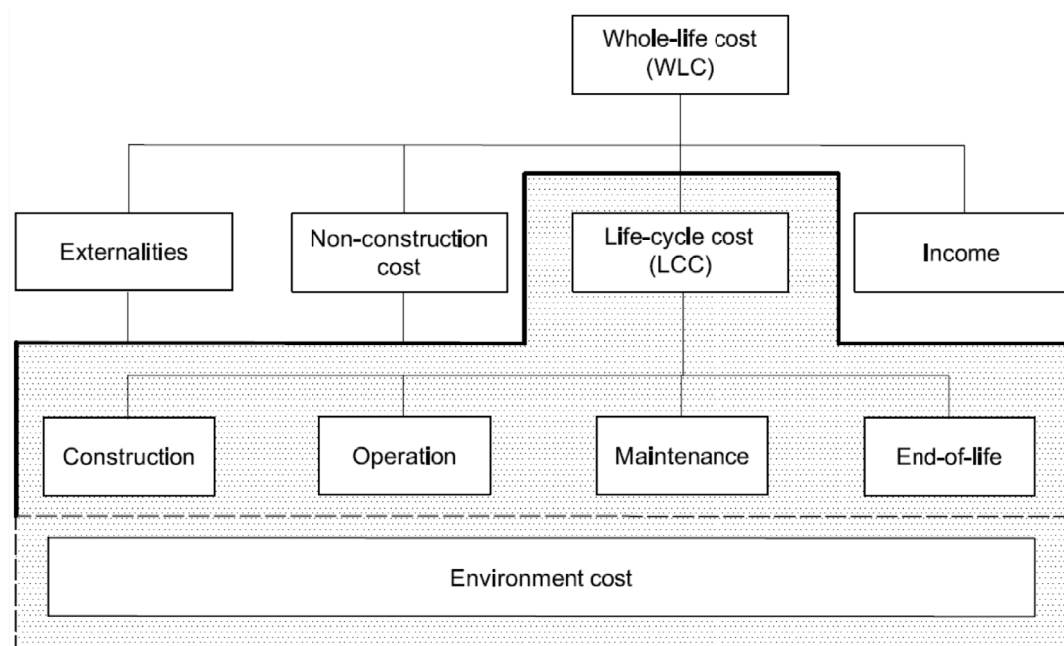 Whole-life cost
(WLC)
Externalities
Non-construction
cost
Life-cycle cost
(LCC)
Income
Construction
Operation
Maintenance
End-of-life
Environment cost